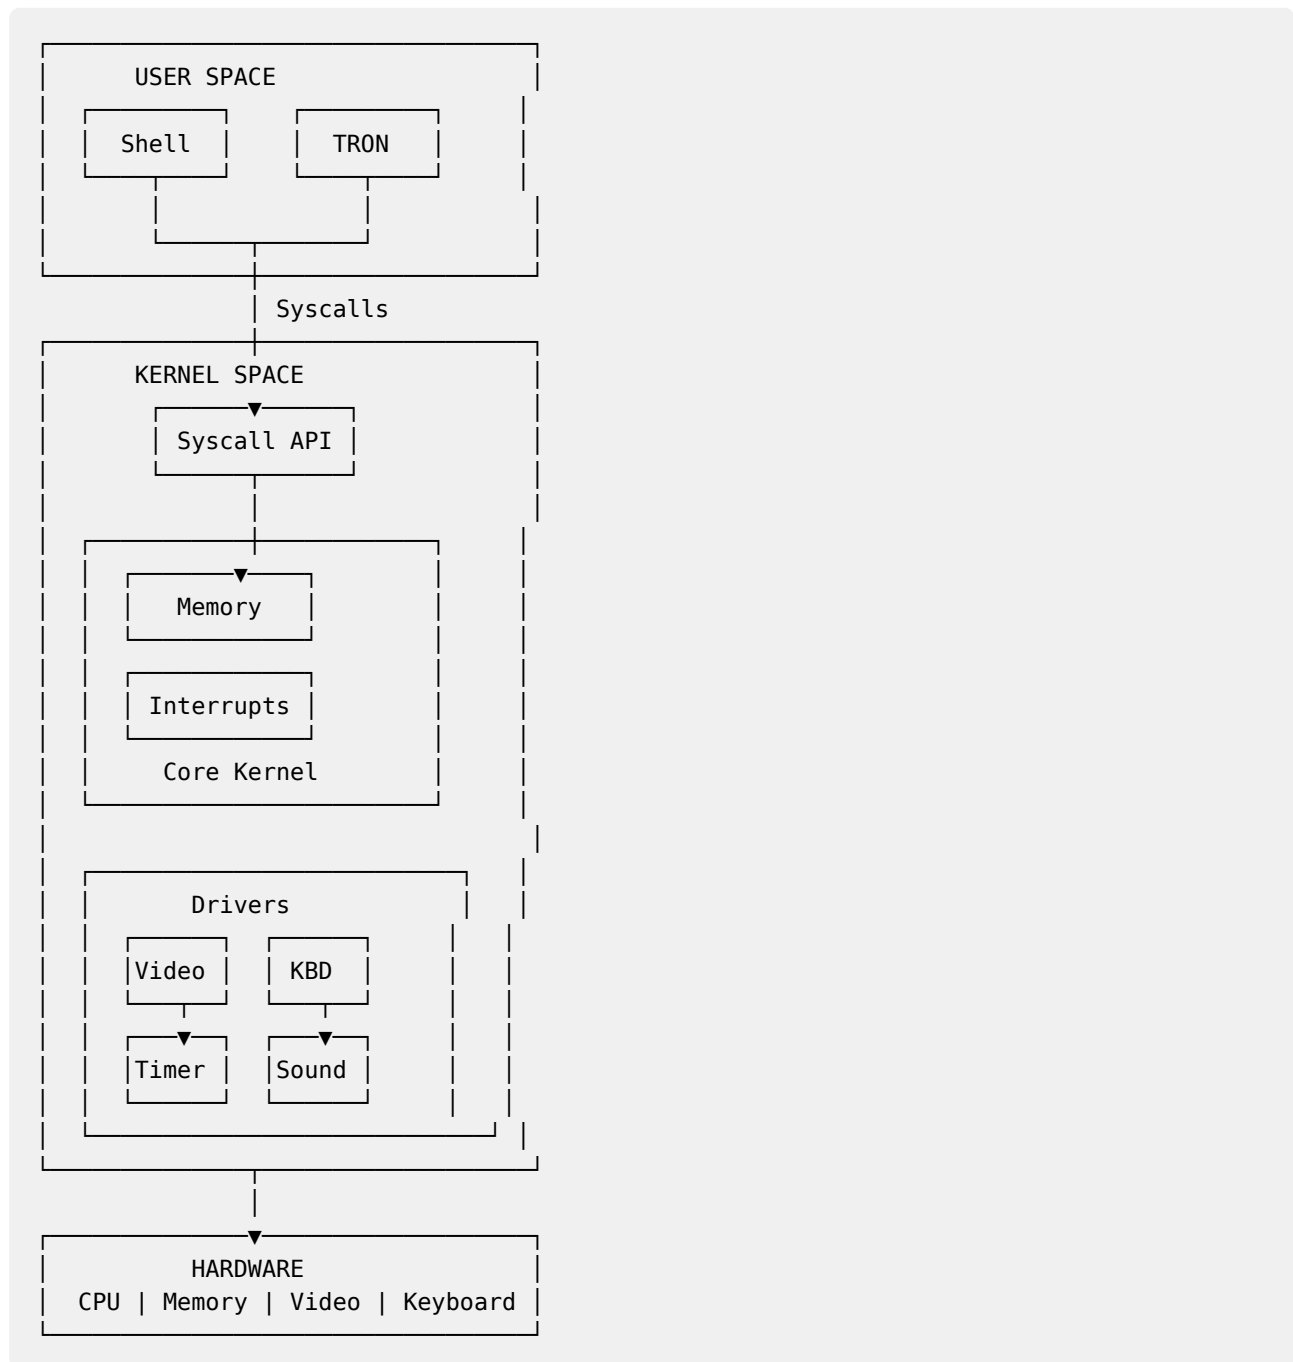 USER SPACE
Shell TRON
Syscalls
KERNEL SPACE
Syscall API
Memory
Interrupts
Core Kernel
Drivers
Video KBD
Timer Sound
HARDWARE
CPU | Memory | Video | Keyboard